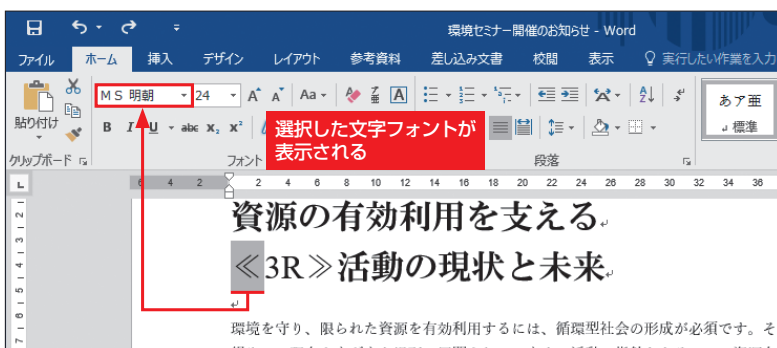 環境セミナー開催のお知らせ - Word
ファイル ホーム 挿入 デザイン レイアウト 参考資料 差し込み文書 校閲 表示 実行したい作業を入力
貼り付け
ＭＳ 明朝 24 A A Aa A
B I U abc x₂ x²
あア亜
標準
クリップボード フォント 段落
選択した文字フォントが
表示される
6 4 2 2 4 6 8 10 12 14 16 18 20 22 24 26 28 30 32 34 36
資源の有効利用を支える
≪3R≫活動の現状と未来
環境を守り、限られた資源を有効利用するには、循環型社会の形成が必須です。そ